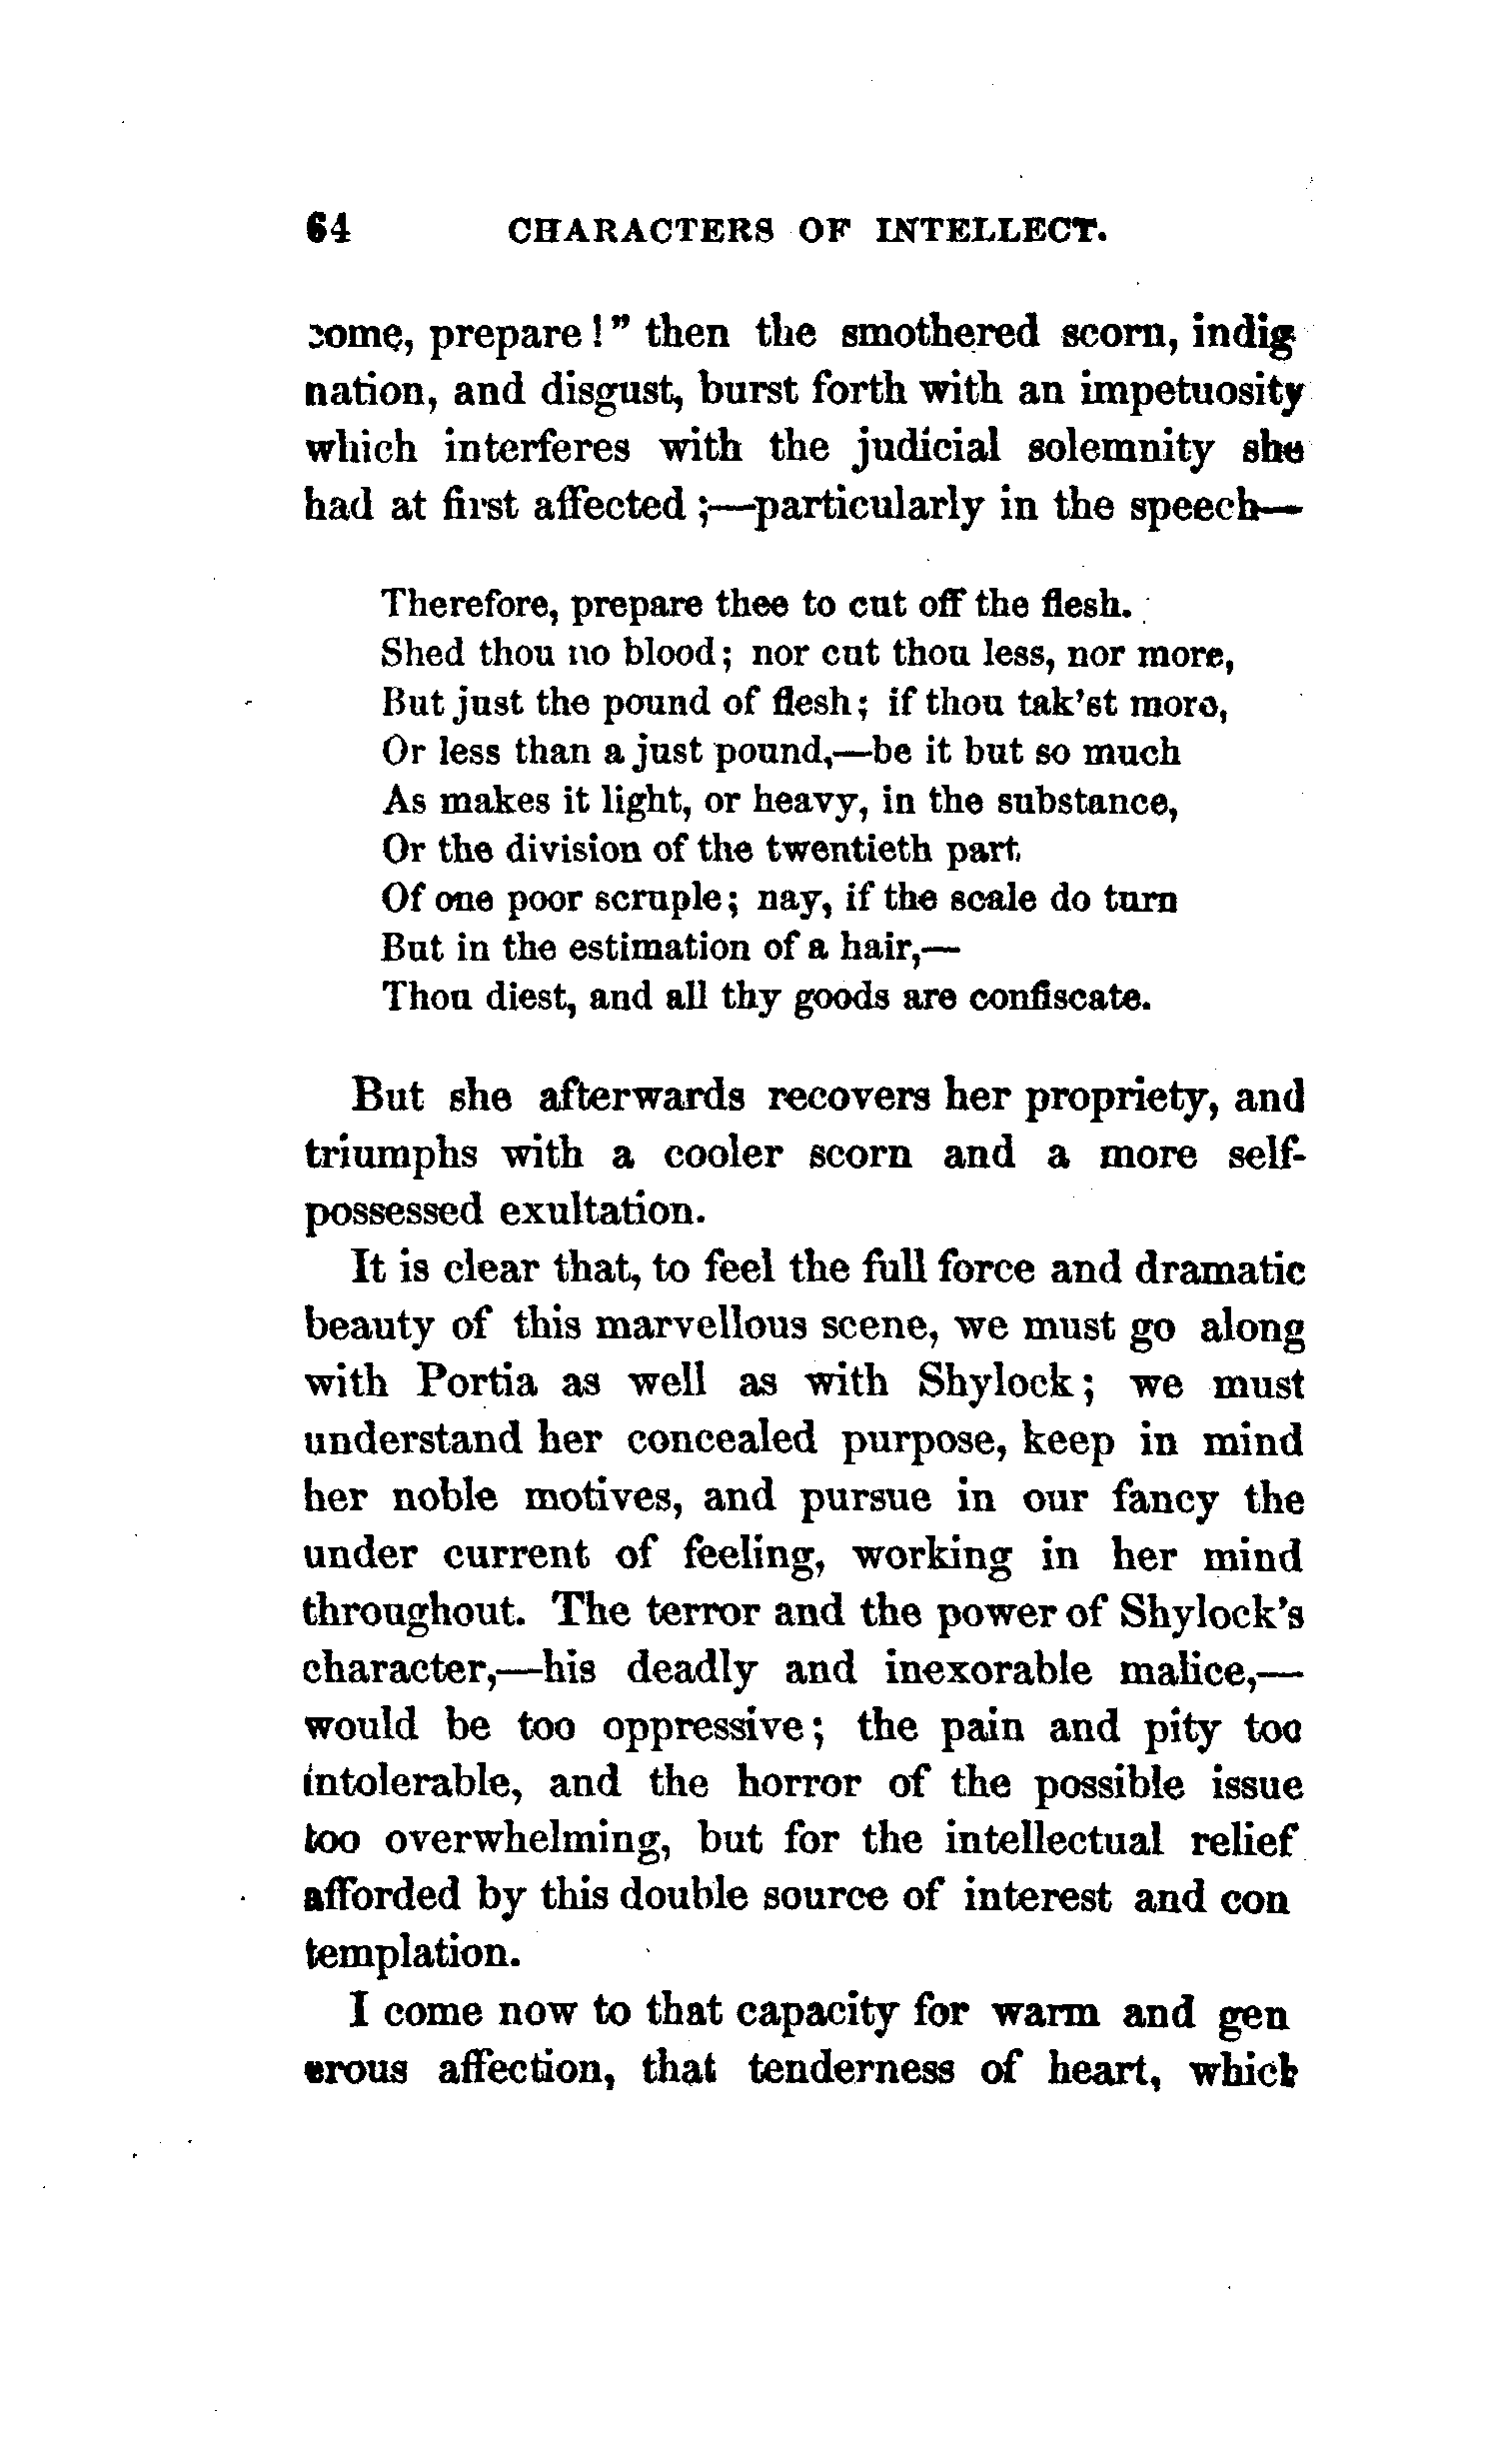 64 CHARACTERS OF INTELLECT.
come, prepare!" then the smothered scorn, indig
nation, and disgust, burst forth with an impetuosity
which interferes with the judicial solemnity she
had at first affected ;—particularly in the speech—
Therefore, prepare thee to cut off the flesh.
Shed thou no blood; nor cut thou less, nor more,
But just the pound of flesh; if thou tak'st more,
Or less than a just pound,—be it but so much
As makes it light, or heavy, in the substance,
Or the division of the twentieth part
Of one poor scruple; nay, if the scale do turn
But in the estimation of a hair,—
Thou diest, and all thy goods are confiscate.
But she afterwards recovers her propriety, and
triumphs with a cooler scorn and a more self-
possessed exultation.
It is clear that, to feel the full force and dramatic
beauty of this marvellous scene, we must go along
with Portia as well as with Shylock; we must
understand her concealed purpose, keep in mind
her noble motives, and pursue in our fancy the
under current of feeling, working in her mind
throughout. The terror and the power of Shylock's
character,—his deadly and inexorable malice,—
would be too oppressive; the pain and pity too
intolerable, and the horror of the possible issue
too overwhelming, but for the intellectual relief
afforded by this double source of interest and con
templation.
I come now to that capacity for warm and gen
erous affection, that tenderness of heart, which